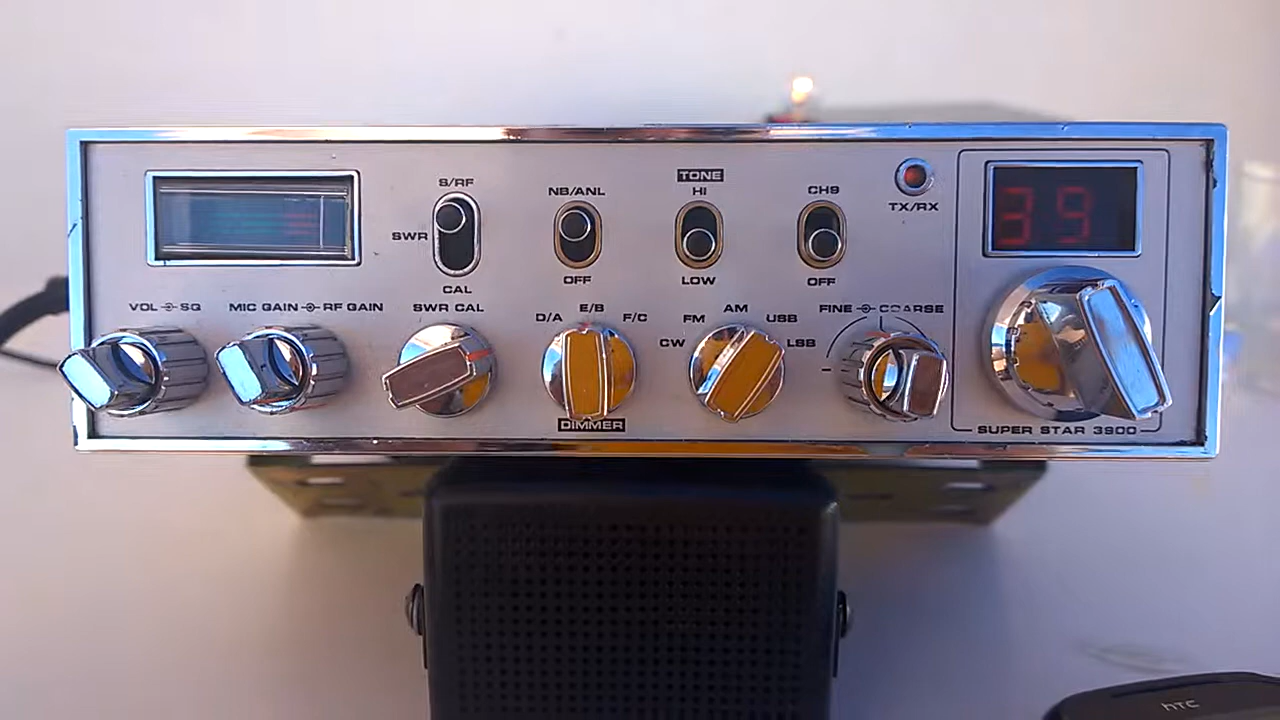 S/RF
SWR
CAL
NB/ANL
OFF
TONE
HI
LOW
CH9
OFF
TX/RX
39
VOL SQ
MIC GAIN RF GAIN
SWR CAL
D/A E/B F/C
DIMMER
CW FM AM USB LSB
FINE COARSE
SUPER STAR 3900
hTC